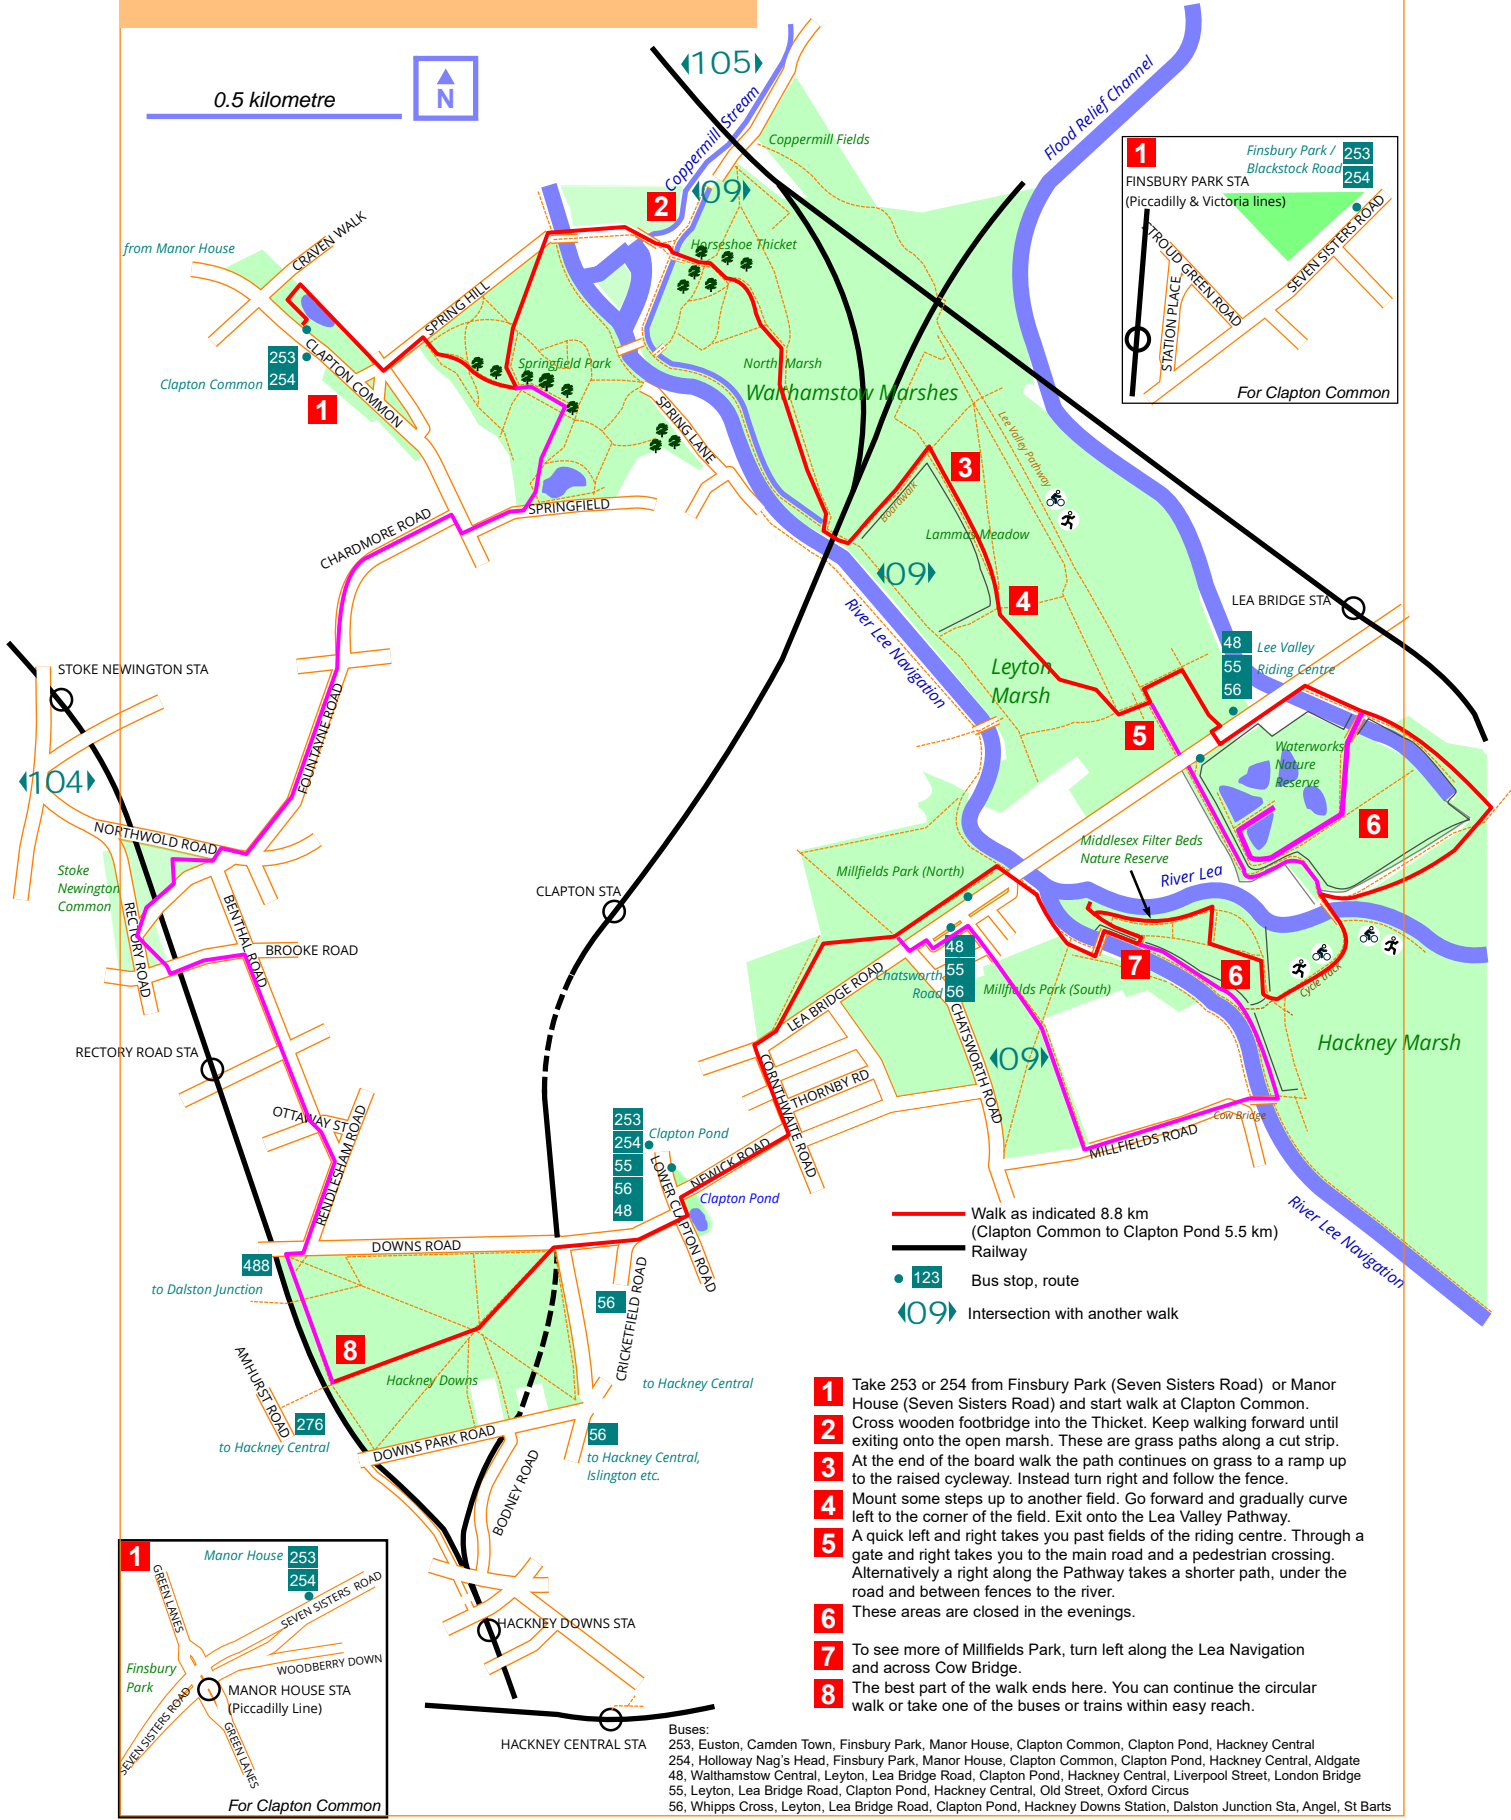 0.5 kilometre
N
105
Coppermill Stream
Coppermill Fields
Flood Relief Channel
1
Finsbury Park /
Blackstock Road
253
254
FINSBURY PARK STA
(Piccadilly & Victoria lines)
STROUD GREEN ROAD
SEVEN SISTERS ROAD
STATION PLACE
For Clapton Common
2
09
Horseshoe Thicket
from Manor House
CRAVEN WALK
SPRING HILL
253
254
Clapton Common
CLAPTON COMMON
1
Springfield Park
North Marsh
Walthamstow Marshes
SPRING LANE
Lee Valley Pathway
3
Boardwalk
Lammas Meadow
SPRINGFIELD
CHARDMORE ROAD
09
4
River Lee Navigation
LEA BRIDGE STA
48
55
56
Lee Valley
Riding Centre
Leyton
Marsh
5
STOKE NEWINGTON STA
104
FOUNTAYNE ROAD
NORTHWOLD ROAD
Stoke
Newington
Common
RECTORY ROAD
BENTHAL ROAD
BROOKE ROAD
CLAPTON STA
Waterworks
Nature
Reserve
6
Middlesex Filter Beds
Nature Reserve
River Lea
Millfields Park (North)
48
55
56
Chatsworth
Road
Millfields Park (South)
7
6
Cycle track
Hackney Marsh
LEA BRIDGE ROAD
CHATSWORTH ROAD
09
RECTORY ROAD STA
OTTAWAY ST
RENDLESHAM ROAD
CORNTHWAITE ROAD
THORNBY RD
Cow Bridge
MILLFIELDS ROAD
253
254
55
56
48
Clapton Pond
LOWER CLAPTON ROAD
NEWICK ROAD
Clapton Pond
River Lee Navigation
Walk as indicated 8.8 km
(Clapton Common to Clapton Pond 5.5 km)
Railway
123
Bus stop, route
09
Intersection with another walk
DOWNS ROAD
488
to Dalston Junction
56
CRICKETFIELD ROAD
8
Hackney Downs
to Hackney Central
AMHURST ROAD
276
to Hackney Central
DOWNS PARK ROAD
56
to Hackney Central,
Islington etc.
BODNEY ROAD
1 Take 253 or 254 from Finsbury Park (Seven Sisters Road) or Manor
House (Seven Sisters Road) and start walk at Clapton Common.
2 Cross wooden footbridge into the Thicket. Keep walking forward until
exiting onto the open marsh. These are grass paths along a cut strip.
3 At the end of the board walk the path continues on grass to a ramp up
to the raised cycleway. Instead turn right and follow the fence.
4 Mount some steps up to another field. Go forward and gradually curve
left to the corner of the field. Exit onto the Lea Valley Pathway.
5 A quick left and right takes you past fields of the riding centre. Through a
gate and right takes you to the main road and a pedestrian crossing.
Alternatively a right along the Pathway takes a shorter path, under the
road and between fences to the river.
6 These areas are closed in the evenings.
7 To see more of Millfields Park, turn left along the Lea Navigation
and across Cow Bridge.
8 The best part of the walk ends here. You can continue the circular
walk or take one of the buses or trains within easy reach.
1
Manor House
253
254
GREEN LANES
SEVEN SISTERS ROAD
WOODBERRY DOWN
Finsbury
Park
MANOR HOUSE STA
(Piccadilly Line)
SEVEN SISTERS ROAD
GREEN LANES
For Clapton Common
HACKNEY DOWNS STA
HACKNEY CENTRAL STA
Buses:
253, Euston, Camden Town, Finsbury Park, Manor House, Clapton Common, Clapton Pond, Hackney Central
254, Holloway Nag's Head, Finsbury Park, Manor House, Clapton Common, Clapton Pond, Hackney Central, Aldgate
48, Walthamstow Central, Leyton, Lea Bridge Road, Clapton Pond, Hackney Central, Liverpool Street, London Bridge
55, Leyton, Lea Bridge Road, Clapton Pond, Hackney Central, Old Street, Oxford Circus
56, Whipps Cross, Leyton, Lea Bridge Road, Clapton Pond, Hackney Downs Station, Dalston Junction Sta, Angel, St Barts